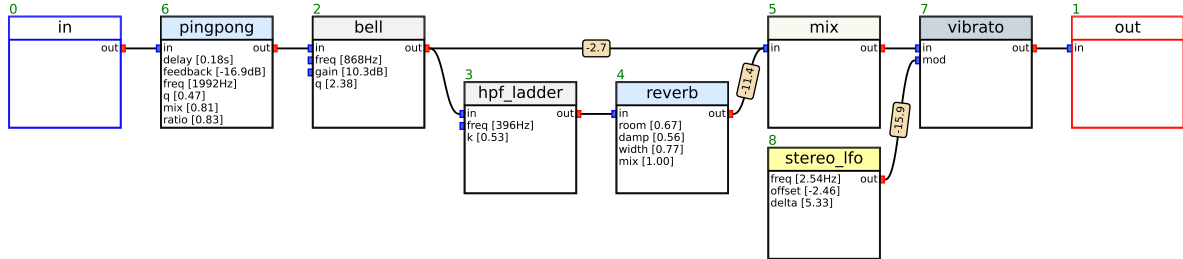 0
in
out
6
pingpong
in
out
delay [0.18s]
feedback [-16.9dB]
freq [1992Hz]
q [0.47]
mix [0.81]
ratio [0.83]
2
bell
in
out
freq [868Hz]
gain [10.3dB]
q [2.38]
-2.7
3
hpf_ladder
in
out
freq [396Hz]
k [0.53]
4
reverb
in
out
room [0.67]
damp [0.56]
width [0.77]
mix [1.00]
-11.4
5
mix
in
out
8
stereo_lfo
freq [2.54Hz]
out
offset [-2.46]
delta [5.33]
-15.9
7
vibrato
in
out
mod
1
out
in